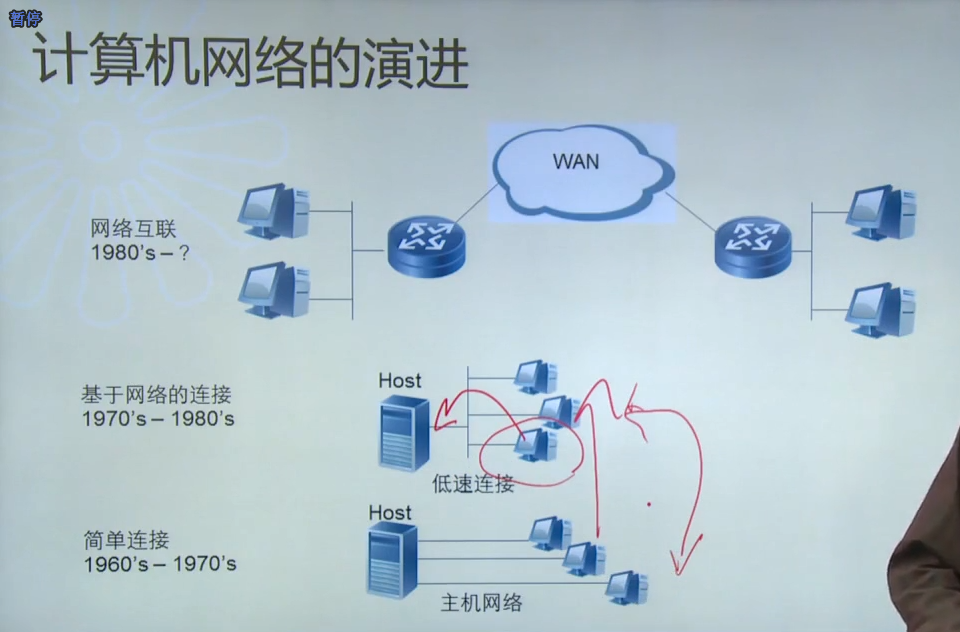 暂停
计算机网络的演进
WAN
网络互联
1980's – ?
基于网络的连接
1970's – 1980's
Host
低速连接
简单连接
1960's – 1970's
Host
主机网络